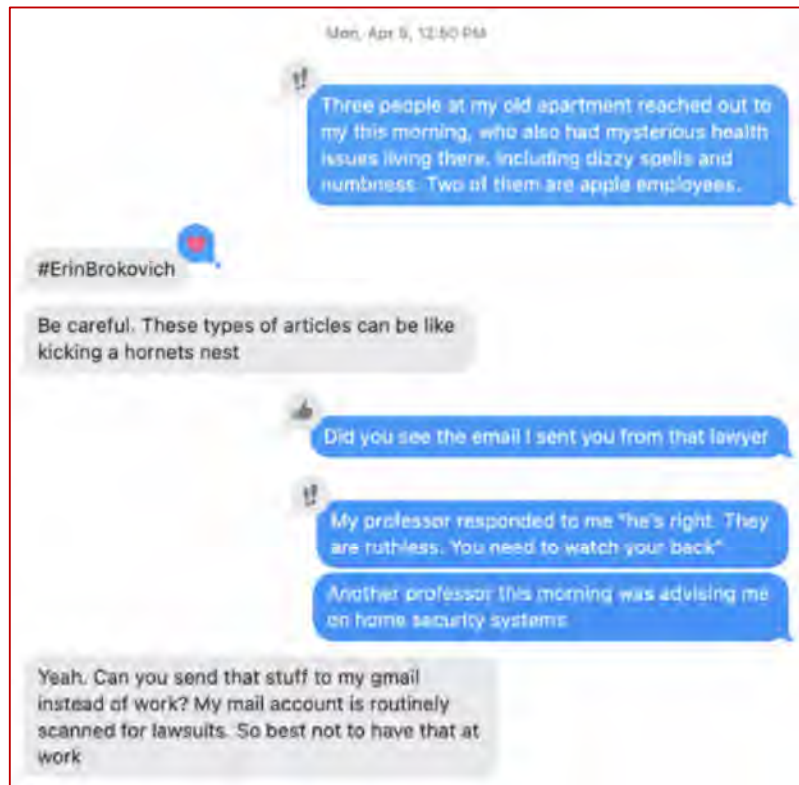 Mon, Apr 5, 12:50 PM
Three people at my old apartment reached out to
my this morning, who also had mysterious health
issues living there, including dizzy spells and
numbness. Two of them are apple employees.
#ErinBrokovich
Be careful. These types of articles can be like
kicking a hornets nest
Did you see the email I sent you from that lawyer
My professor responded to me "he's right. They
are ruthless. You need to watch your back"
Another professor this morning was advising me
on home security systems
Yeah. Can you send that stuff to my gmail
instead of work? My mail account is routinely
scanned for lawsuits. So best not to have that at
work